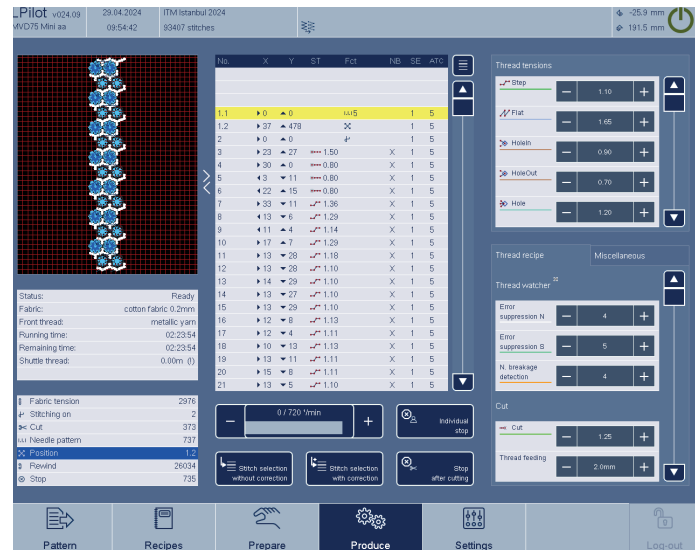 LPilot v024.09
MVD75 Mini aa
29.04.2024
09:54:42
ITM Istanbul 2024
93407 stitches
-25.9 mm
191.5 mm
No. X Y ST Fct NB SE ATC
1.1 0 0 5 1 5
1.2 37 478 1 5
2 0 0 1 5
3 23 27 1.50 X 1 5
4 30 0 0.80 X 1 5
5 3 11 0.80 X 1 5
6 22 15 0.80 X 1 5
7 33 11 1.36 X 1 5
8 13 6 1.29 X 1 5
9 11 4 1.14 X 1 5
10 17 7 1.29 X 1 5
11 13 28 1.18 X 1 5
12 13 28 1.10 X 1 5
13 14 29 1.10 X 1 5
14 13 27 1.10 X 1 5
15 13 29 1.10 X 1 5
16 12 8 1.13 X 1 5
17 12 4 1.11 X 1 5
18 10 13 1.13 X 1 5
19 13 11 1.11 X 1 5
20 15 8 1.11 X 1 5
21 13 5 1.10 X 1 5
Status: Ready
Fabric: cotton fabric 0.2mm
Front thread: metallic yarn
Running time: 02:23:54
Remaining time: 02:23:54
Shuttle thread: 0.00m (!)
Fabric tension 2976
Stitching on 2
Cut 373
Needle pattern 737
Position 1.2
Rewind 26034
Stop 735
− 0 / 720 ¹/min +
Individual
stop
Stitch selection
without correction
Stitch selection
with correction
Stop
after cutting
Thread tensions
Step − 1.10 +
Flat − 1.65 +
HoleIn − 0.90 +
HoleOut − 0.70 +
Hole − 1.20 +
Thread recipe
Miscellaneous
Thread watcher
Error
suppression N − 4 +
Error
suppression B − 5 +
N. breakage
detection − 4 +
Cut
Cut − 1.25 +
Thread feeding − 2.0mm +
Pattern
Recipes
Prepare
Produce
Settings
Log-out